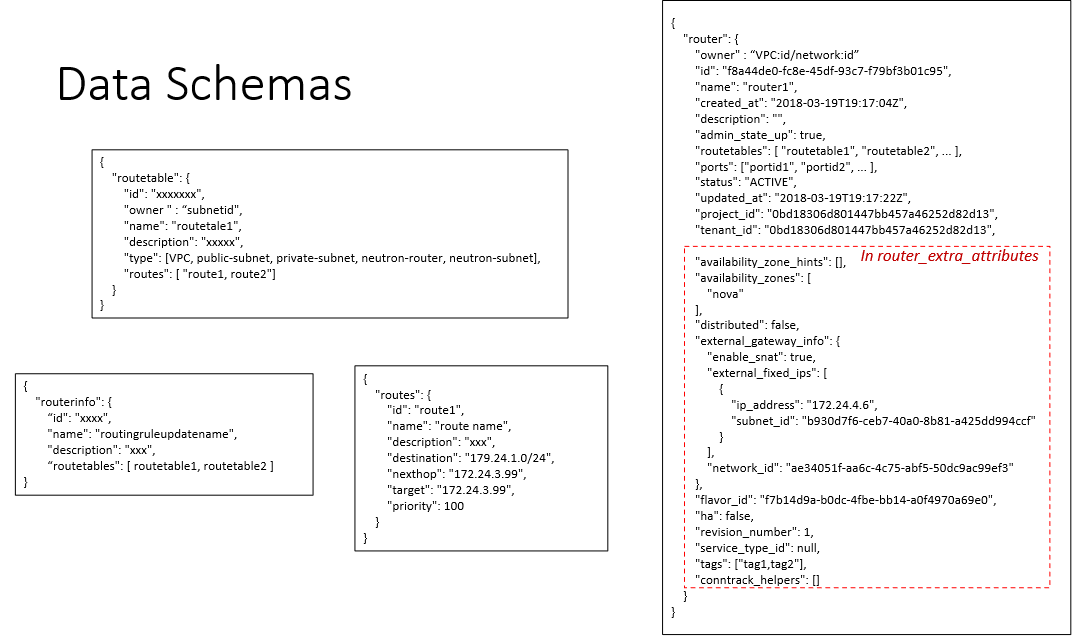 Data Schemas
{
"routetable": {
"id": "xxxxxxx",
"owner " : “subnetid",
"name": "routetale1",
"description": "xxxxx",
"type": [VPC, public-subnet, private-subnet, neutron-router, neutron-subnet],
"routes": [ "route1, route2"]
}
}
{
"routerinfo": {
“id": "xxxx",
"name": "routingruleupdatename",
"description": "xxx",
“routetables": [ routetable1, routetable2 ]
}
{
"routes": {
"id": "route1",
"name": "route name",
"description": "xxx",
"destination": "179.24.1.0/24",
"nexthop": "172.24.3.99",
"target": "172.24.3.99",
"priority": 100
}
}
{
"router": {
"owner" : “VPC:id/network:id”
"id": "f8a44de0-fc8e-45df-93c7-f79bf3b01c95",
"name": "router1",
"created_at": "2018-03-19T19:17:04Z",
"description": "",
"admin_state_up": true,
"routetables": [ "routetable1", "routetable2", ... ],
"ports": ["portid1", "portid2", ... ],
"status": "ACTIVE",
"updated_at": "2018-03-19T19:17:22Z",
"project_id": "0bd18306d801447bb457a46252d82d13",
"tenant_id": "0bd18306d801447bb457a46252d82d13",
In router_extra_attributes
"availability_zone_hints": [],
"availability_zones": [
"nova"
],
"distributed": false,
"external_gateway_info": {
"enable_snat": true,
"external_fixed_ips": [
{
"ip_address": "172.24.4.6",
"subnet_id": "b930d7f6-ceb7-40a0-8b81-a425dd994ccf"
}
],
"network_id": "ae34051f-aa6c-4c75-abf5-50dc9ac99ef3"
},
"flavor_id": "f7b14d9a-b0dc-4fbe-bb14-a0f4970a69e0",
"ha": false,
"revision_number": 1,
"service_type_id": null,
"tags": ["tag1,tag2"],
"conntrack_helpers": []
}
}